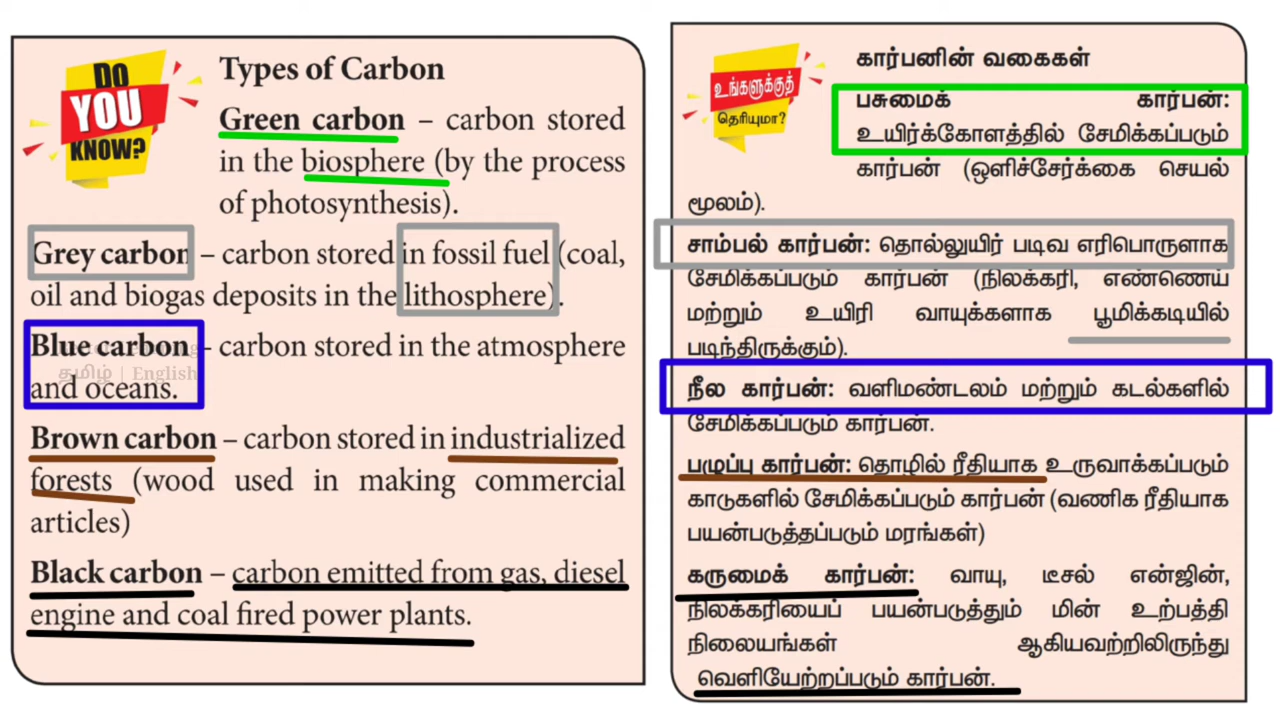 DO
YOU
KNOW?
Types of Carbon
Green carbon – carbon stored
in the biosphere (by the process
of photosynthesis).
Grey carbon – carbon stored in fossil fuel (coal,
oil and biogas deposits in the lithosphere).
Blue carbon – carbon stored in the atmosphere
and oceans.
தமிழ் | English
Brown carbon – carbon stored in industrialized
forests (wood used in making commercial
articles)
Black carbon – carbon emitted from gas, diesel
engine and coal fired power plants.
உங்களுக்குத்
தெரியுமா?
கார்பனின் வகைகள்
பசுமைக் கார்பன்:
உயிர்க்கோளத்தில் சேமிக்கப்படும்
கார்பன் (ஒளிச்சேர்க்கை செயல்
மூலம்).
சாம்பல் கார்பன்: தொல்லுயிர் படிவ எரிபொருளாக
சேமிக்கப்படும் கார்பன் (நிலக்கரி, எண்ணெய்
மற்றும் உயிரி வாயுக்களாக பூமிக்கடியில்
படிந்திருக்கும்).
நீல கார்பன்: வளிமண்டலம் மற்றும் கடல்களில்
சேமிக்கப்படும் கார்பன்.
பழுப்பு கார்பன்: தொழில் ரீதியாக உருவாக்கப்படும்
காடுகளில் சேமிக்கப்படும் கார்பன் (வணிக ரீதியாக
பயன்படுத்தப்படும் மரங்கள்)
கருமைக் கார்பன்: வாயு, டீசல் என்ஜின்,
நிலக்கரியைப் பயன்படுத்தும் மின் உற்பத்தி
நிலையங்கள் ஆகியவற்றிலிருந்து
வெளியேற்றப்படும் கார்பன்.